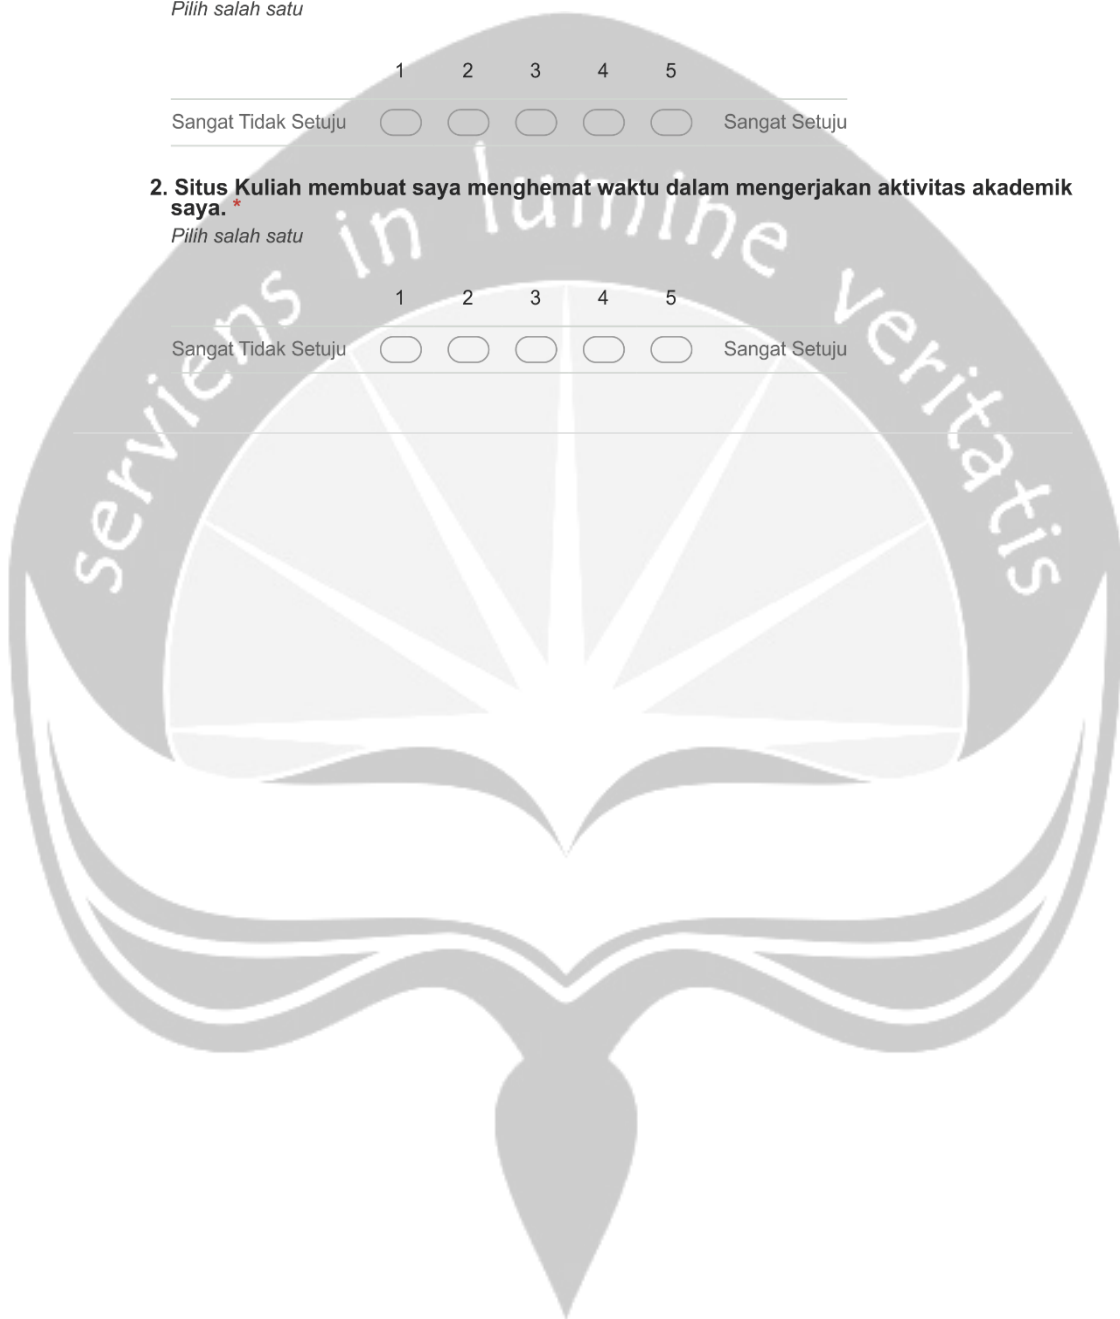 Pilih salah satu
1 2 3 4 5
Sangat Tidak Setuju Sangat Setuju
2. Situs Kuliah membuat saya menghemat waktu dalam mengerjakan aktivitas akademik
saya. *
Pilih salah satu
1 2 3 4 5
Sangat Tidak Setuju Sangat Setuju
serviens in lumine veritatis